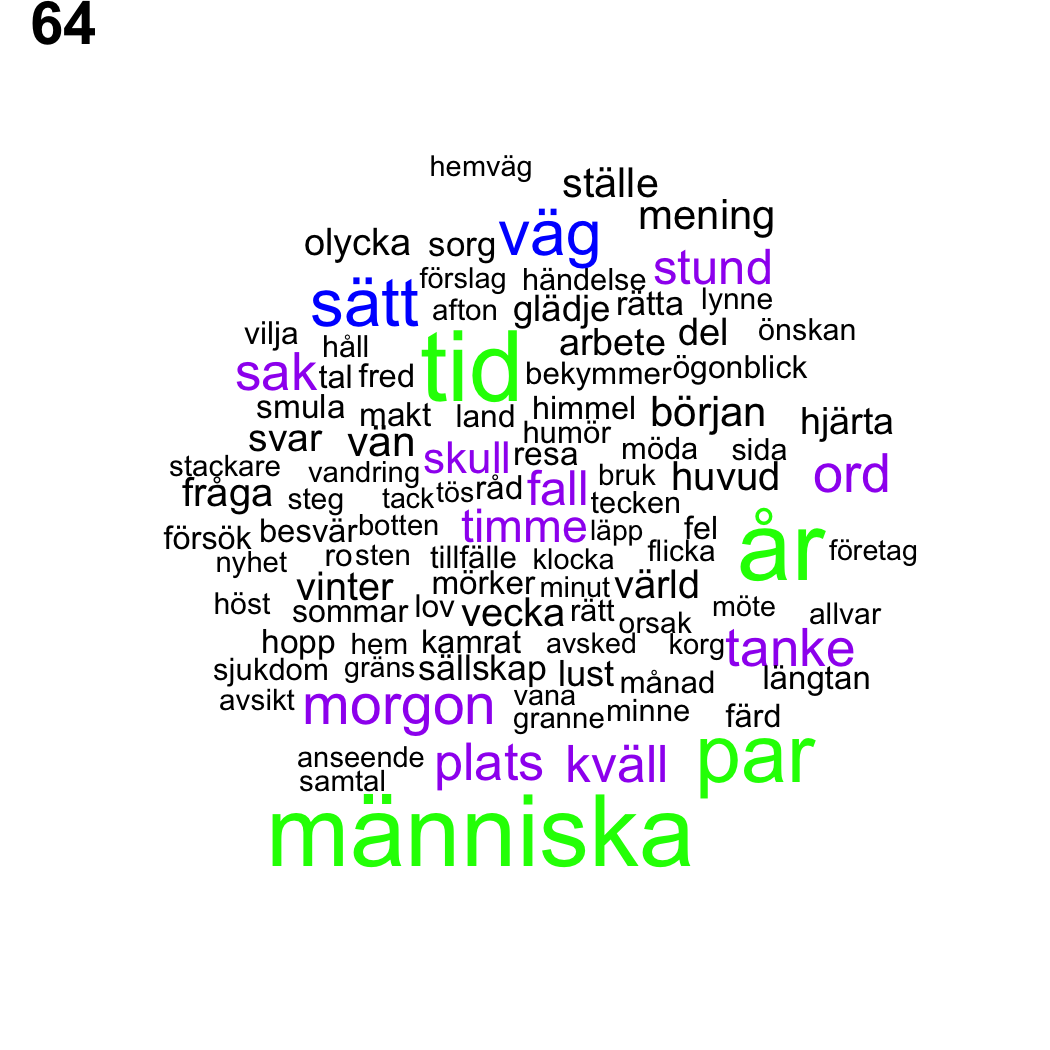 64
hemväg
ställe
mening
olycka sorg väg
stund
förslag händelse
sätt afton glädje rätta lynne
vilja håll tid arbete del önskan
sak tal fred bekymmer ögonblick
smula makt land himmel början hjärta
svar vän humör
skull resa möda sida
stackare vandring bruk huvud ord
fråga steg tack tös råd fall tecken
försök besvär botten timme läpp fel år
nyhet ro sten tillfälle klocka flicka företag
vinter mörker minut värld
höst sommar lov vecka rätt orsak möte allvar
hopp hem kamrat avsked korg tanke
sjukdom gräns sällskap lust månad längtan
avsikt morgon vana
granne minne färd
anseende plats kväll par
samtal
människa